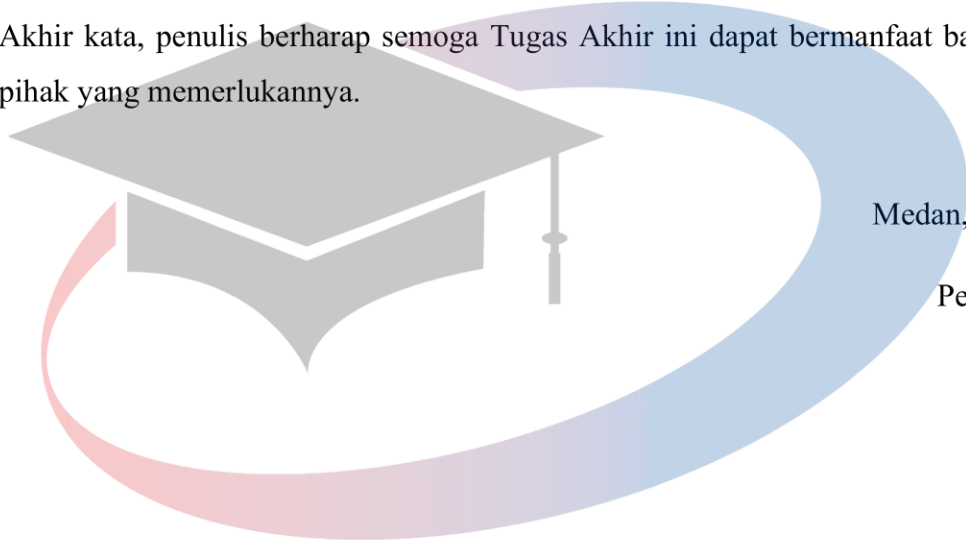 Akhir kata, penulis berharap semoga Tugas Akhir ini dapat bermanfaat ba
pihak yang memerlukannya.
Medan,
Pe